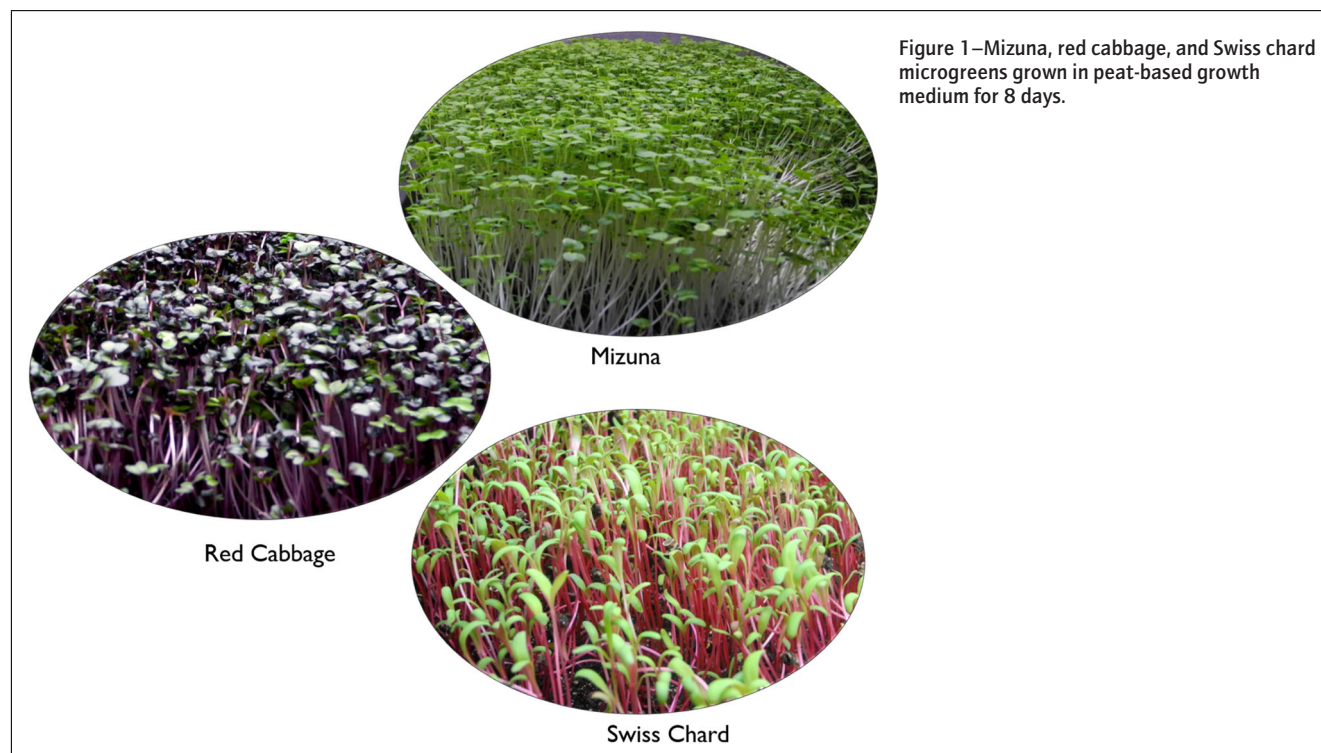 Figure 1–Mizuna, red cabbage, and Swiss chard
microgreens grown in peat-based growth
medium for 8 days.
Mizuna
Red Cabbage
Swiss Chard